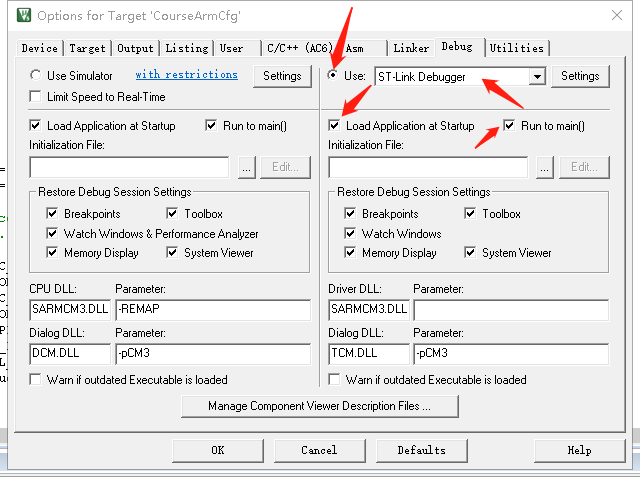 Options for Target 'CourseArmCfg'
Device Target Output Listing User C/C++ (AC6) Asm Linker Debug Utilities
Use Simulator with restrictions Settings
Limit Speed to Real-Time
Use: ST-Link Debugger Settings
Load Application at Startup Run to main()
Initialization File:
... Edit...
Load Application at Startup Run to main()
Initialization File:
... Edit...
Restore Debug Session Settings
Breakpoints Toolbox
Watch Windows & Performance Analyzer
Memory Display System Viewer
Restore Debug Session Settings
Breakpoints Toolbox
Watch Windows
Memory Display System Viewer
CPU DLL: Parameter:
SARMCM3.DLL -REMAP
Driver DLL: Parameter:
SARMCM3.DLL
Dialog DLL: Parameter:
DCM.DLL -pCM3
Dialog DLL: Parameter:
TCM.DLL -pCM3
Warn if outdated Executable is loaded
Warn if outdated Executable is loaded
Manage Component Viewer Description Files ...
OK Cancel Defaults Help